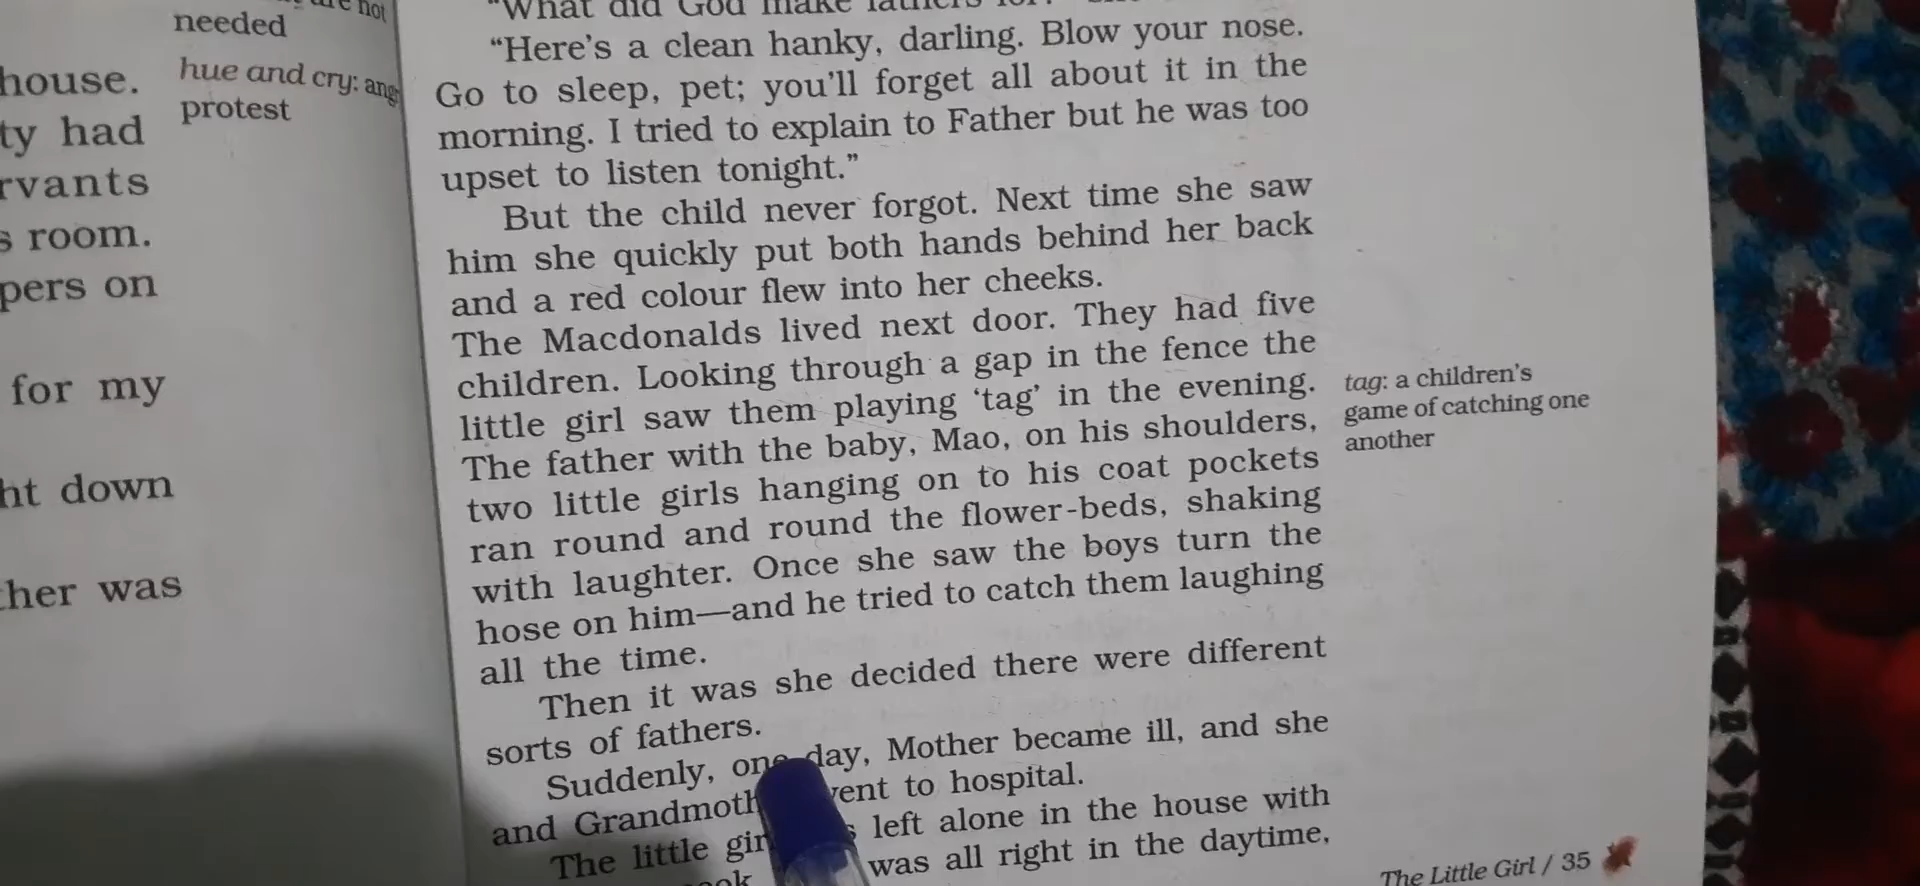 needed
hue and cry: ang
protest
house.
ty had
rvants
s room.
pers on
for my
ht down
her was
"What did God make fathers for?"
"Here's a clean hanky, darling. Blow your nose.
Go to sleep, pet; you'll forget all about it in the
morning. I tried to explain to Father but he was too
upset to listen tonight."
But the child never forgot. Next time she saw
him she quickly put both hands behind her back
and a red colour flew into her cheeks.
The Macdonalds lived next door. They had five
children. Looking through a gap in the fence the
little girl saw them playing 'tag' in the evening.
The father with the baby, Mao, on his shoulders,
two little girls hanging on to his coat pockets
ran round and round the flower-beds, shaking
with laughter. Once she saw the boys turn the
hose on him—and he tried to catch them laughing
all the time.
Then it was she decided there were different
sorts of fathers.
Suddenly, one day, Mother became ill, and she
and Grandmoth went to hospital.
The little gir s left alone in the house with
ook was all right in the daytime,
tag: a children's
game of catching one
another
The Little Girl / 35